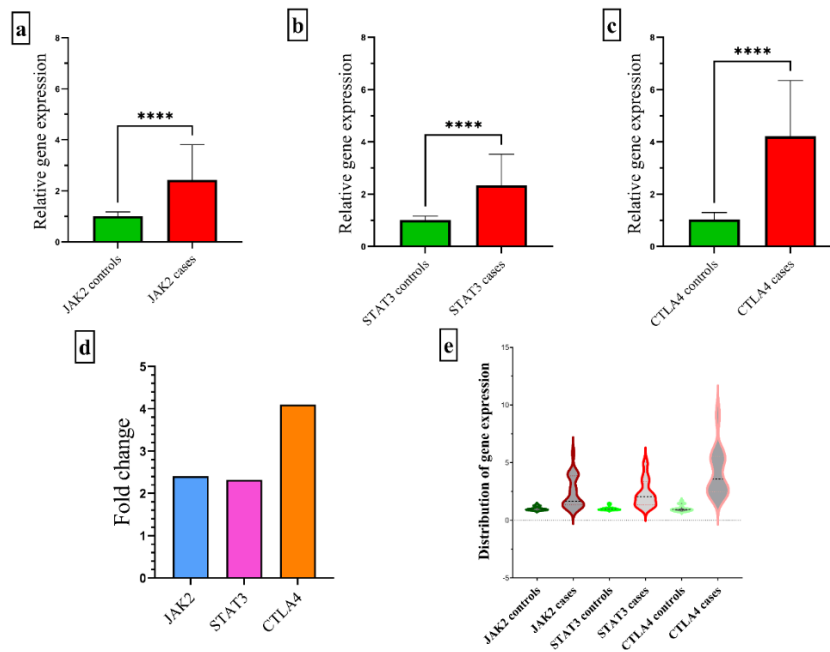 a
Relative gene expression
8
6
4
2
0
****
JAK2 controls
JAK2 cases
b
Relative gene expression
8
6
4
2
0
****
STAT3 controls
STAT3 cases
c
Relative gene expression
8
6
4
2
0
****
CTLA4 controls
CTLA4 cases
d
Fold change
5
4
3
2
1
0
JAK2
STAT3
CTLA4
e
Distribution of gene expression
15
10
5
0
-5
JAK2 controls
JAK2 cases
STAT3 controls
STAT3 cases
CTLA4 controls
CTLA4 cases